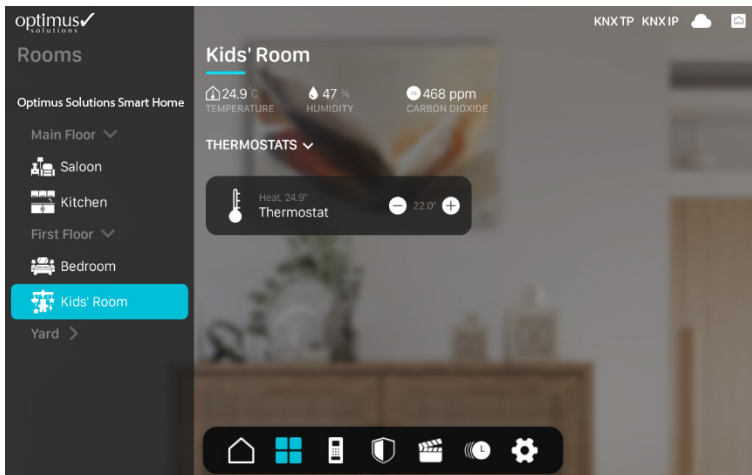 optimus
solutions
KNX TP KNX IP
Rooms
Optimus Solutions Smart Home
Main Floor
Saloon
Kitchen
First Floor
Bedroom
Kids' Room
Yard
Kids' Room
24.9 °C
TEMPERATURE
47 %
HUMIDITY
468 ppm
CARBON DIOXIDE
THERMOSTATS
Heat, 24.9°
Thermostat
22.0°